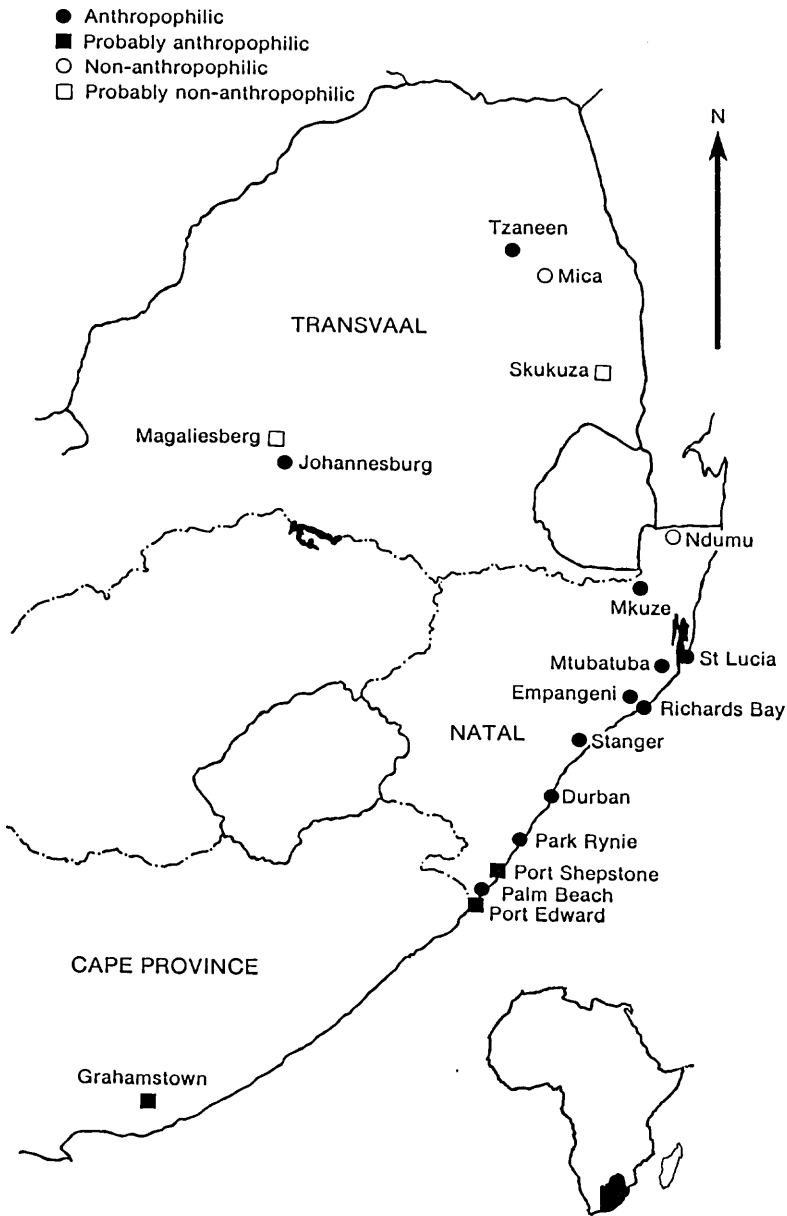 Anthropophilic
Probably anthropophilic
Non-anthropophilic
Probably non-anthropophilic
N
Tzaneen
Mica
TRANSVAAL
Skukuza
Magaliesberg
Johannesburg
Ndumu
Mkuze
Mtubatuba
St Lucia
Empangeni
Richards Bay
NATAL
Stanger
Durban
Park Rynie
Port Shepstone
Palm Beach
Port Edward
CAPE PROVINCE
Grahamstown